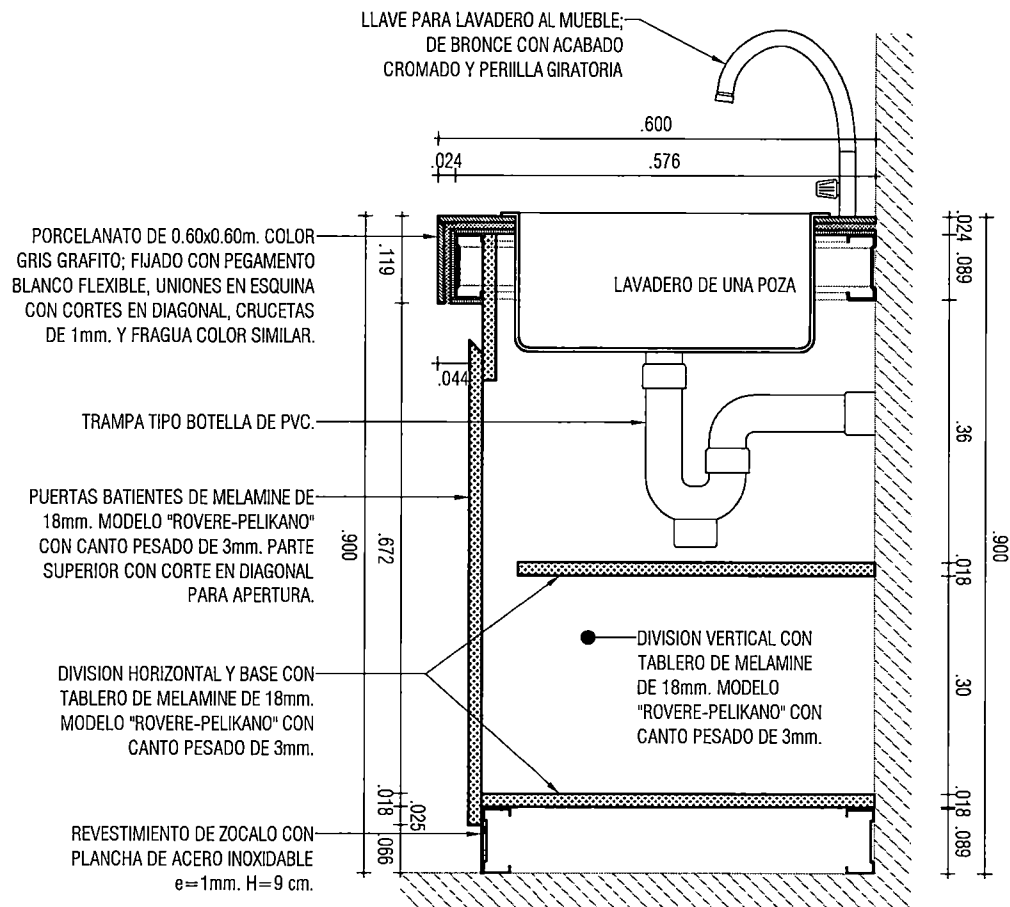 LLAVE PARA LAVADERO AL MUEBLE;
DE BRONCE CON ACABADO
CROMADO Y PERIILLA GIRATORIA
.600
.024
.576
PORCELANATO DE 0.60x0.60m. COLOR
GRIS GRAFITO; FIJADO CON PEGAMENTO
BLANCO FLEXIBLE, UNIONES EN ESQUINA
CON CORTES EN DIAGONAL, CRUCETAS
DE 1mm. Y FRAGUA COLOR SIMILAR.
.119
.024
.089
LAVADERO DE UNA POZA
.044
TRAMPA TIPO BOTELLA DE PVC.
.36
PUERTAS BATIENTES DE MELAMINE DE
18mm. MODELO "ROVERE-PELIKANO"
CON CANTO PESADO DE 3mm. PARTE
SUPERIOR CON CORTE EN DIAGONAL
PARA APERTURA.
.900
.672
.018
.900
DIVISION HORIZONTAL Y BASE CON
TABLERO DE MELAMINE DE 18mm.
MODELO "ROVERE-PELIKANO" CON
CANTO PESADO DE 3mm.
DIVISION VERTICAL CON
TABLERO DE MELAMINE
DE 18mm. MODELO
"ROVERE-PELIKANO" CON
CANTO PESADO DE 3mm.
.30
.018
.025
.066
.018
.089
REVESTIMIENTO DE ZOCALO CON
PLANCHA DE ACERO INOXIDABLE
e=1mm. H=9 cm.